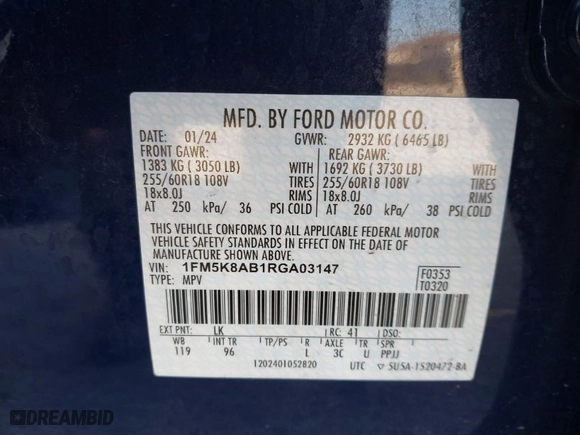 MFD. BY FORD MOTOR CO.
DATE: 01/24 GVWR: 2932 KG ( 6465 LB)
FRONT GAWR: REAR GAWR:
1383 KG ( 3050 LB) WITH 1692 KG ( 3730 LB) WITH
255/60R18 108V TIRES 255/60R18 108V TIRES
18x8.0J RIMS 18x8.0J RIMS
AT 250 kPa/ 36 PSI COLD AT 260 kPa/ 38 PSI COLD
THIS VEHICLE CONFORMS TO ALL APPLICABLE FEDERAL MOTOR
VEHICLE SAFETY STANDARDS IN EFFECT ON THE DATE OF
MANUFACTURE SHOWN ABOVE.
VIN: 1FM5K8AB1RGA03147 F0353
TYPE: MPV T0320
EXT PNT: LK RC: 41 DSO:
WB INT TR TP/PS R AXLE TR SPR
119 96 L 3C U PPJJ
1202401052820 UTC SU5A-1520472-BA
DREAMBID